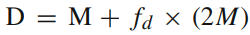 D = M + f_d × (2M)